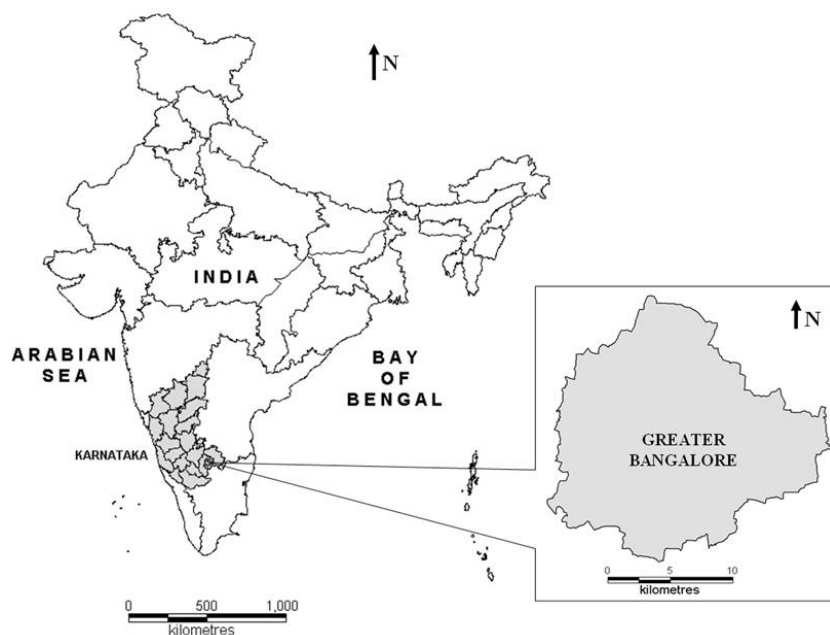 N
INDIA
ARABIAN
SEA
BAY
OF
BENGAL
KARNATAKA
0 500 1,000
kilometres
N
GREATER
BANGALORE
0 5 10
kilometres